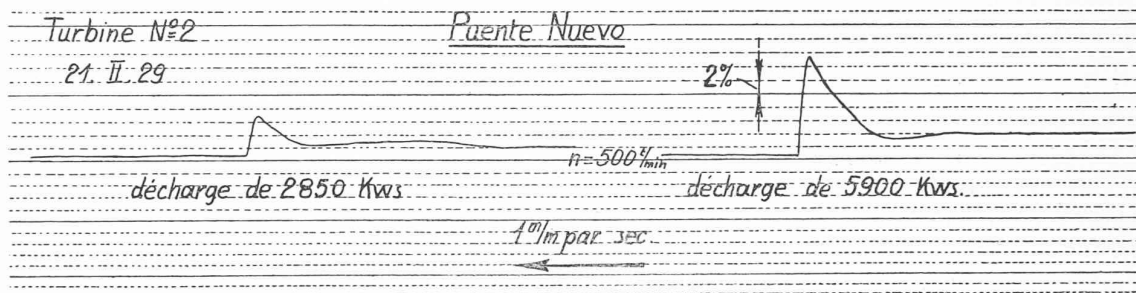 Turbine Nº2
Puente Nuevo
21. II. 29
2%
n=500 t/min
décharge de 2850 Kws
décharge de 5900 Kws.
1 m/m par sec.